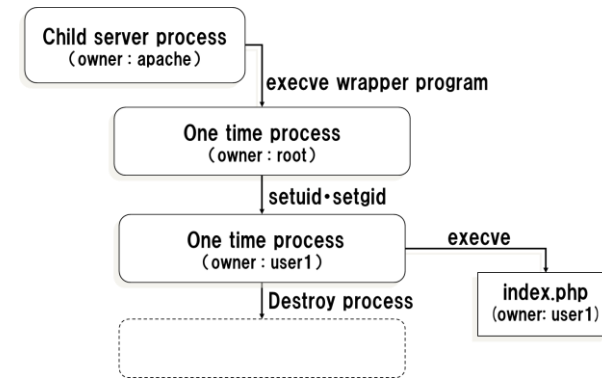 Child server process
(owner : apache)
execve wrapper program
One time process
(owner : root)
setuid・setgid
One time process
(owner : user1)
execve
Destroy process
index.php
(owner: user1)